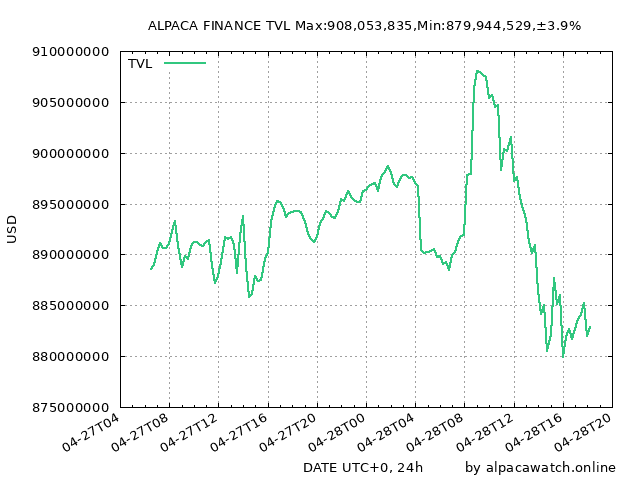 ALPACA FINANCE TVL Max:908,053,835,Min:879,944,529,±3.9%
910000000
TVL
905000000
900000000
895000000
USD
890000000
885000000
880000000
875000000
04-27T04 04-27T08 04-27T12 04-27T16 04-27T20 04-28T00 04-28T04 04-28T08 04-28T12 04-28T16 04-28T20
DATE UTC+0, 24h by alpacawatch.online